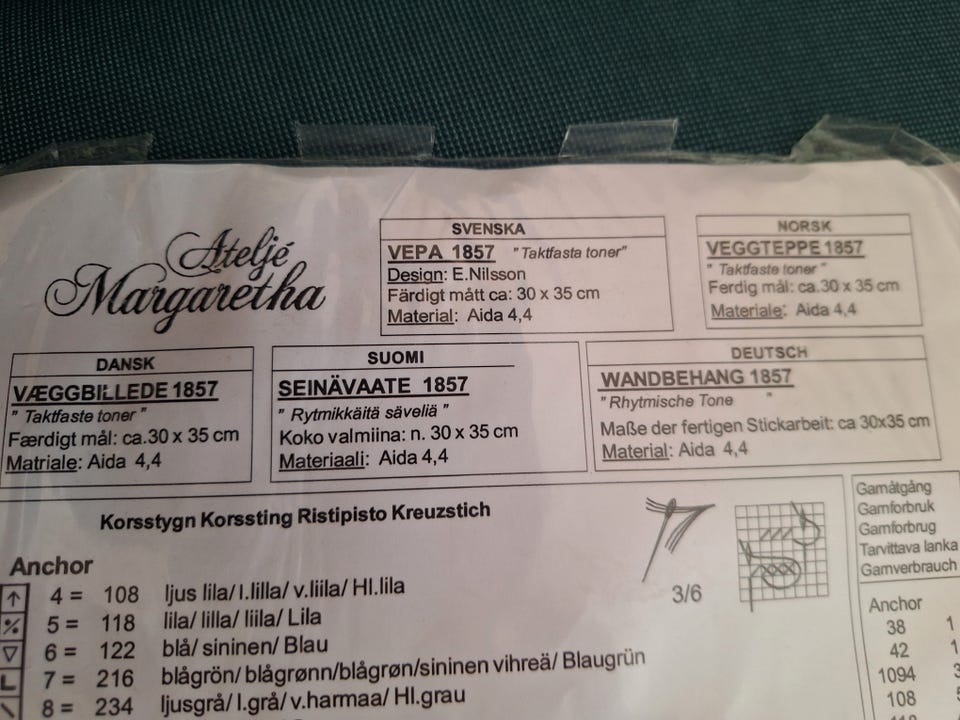 Ateljé
Margaretha
SVENSKA
VEPA 1857 "Taktfasta toner"
Design: E.Nilsson
Färdigt mått ca: 30 x 35 cm
Material: Aida 4,4
NORSK
VEGGTEPPE 1857
" Taktfaste toner "
Ferdig mål: ca.30 x 35 cm
Materiale: Aida 4,4
DANSK
VÆGGBILLEDE 1857
" Taktfaste toner "
Færdigt mål: ca.30 x 35 cm
Matriale: Aida 4,4
SUOMI
SEINÄVAATE 1857
" Rytmikkäitä säveliä "
Koko valmiina: n. 30 x 35 cm
Materiaali: Aida 4,4
DEUTSCH
WANDBEHANG 1857
"Rhytmische Tone "
Maße der fertigen Stickarbeit: ca 30x35 cm
Material: Aida 4,4
Korsstygn Korssting Ristipisto Kreuzstich
3/6
Anchor
4 = 108 ljus lila/ l.lilla/ v.liila/ Hl.lila
5 = 118 lila/ lilla/ liila/ Lila
6 = 122 blå/ sininen/ Blau
7 = 216 blågrön/ blågrønn/blågrøn/sininen vihreä/ Blaugrün
8 = 234 ljusgrå/ l.grå/ v.harmaa/ Hl.grau
Garnåtgång
Garnforbruk
Garnforbrug
Tarvittava lanka
Garnverbrauch
Anchor
38 1
42 1
1094 3
108